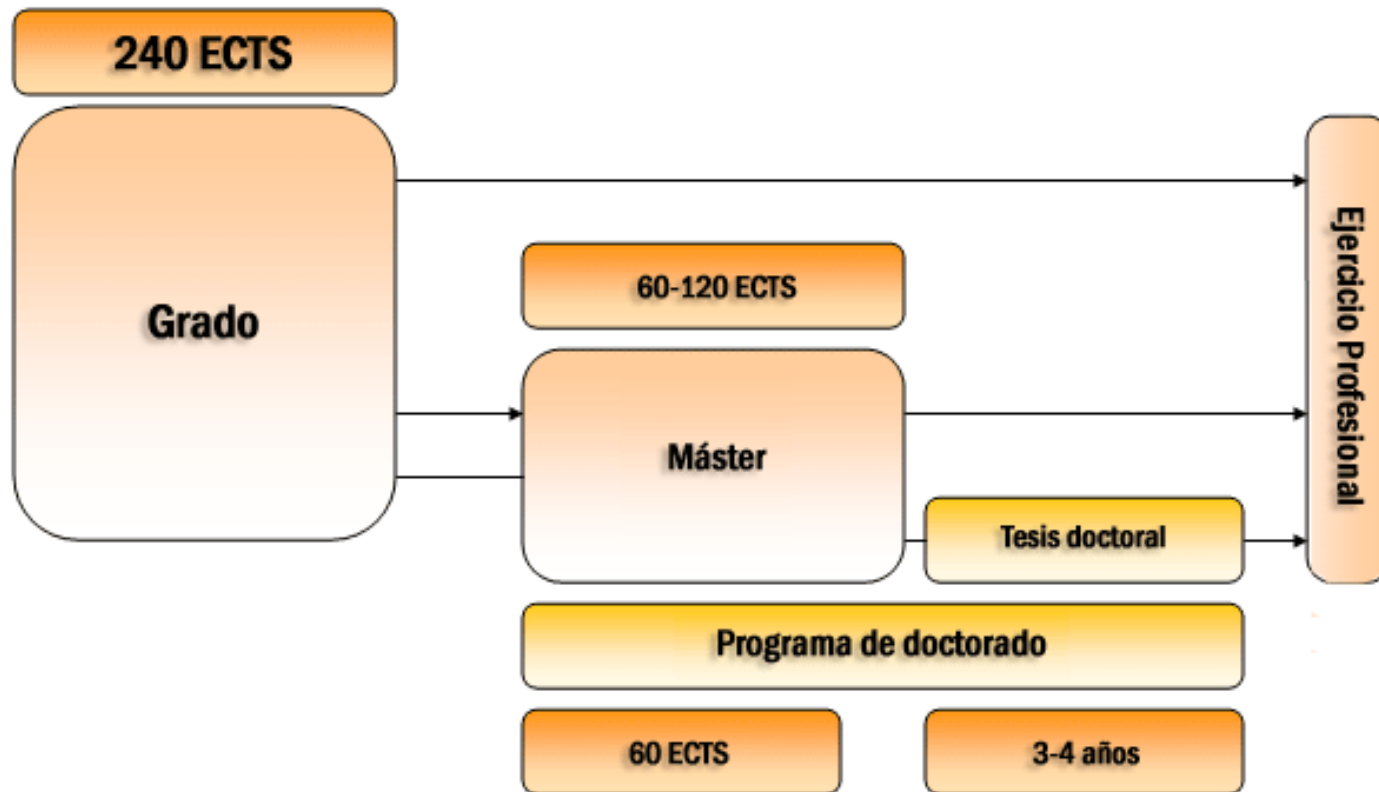 240 ECTS
Grado
60-120 ECTS
Máster
Tesis doctoral
Ejercicio Profesional
Programa de doctorado
60 ECTS
3-4 años